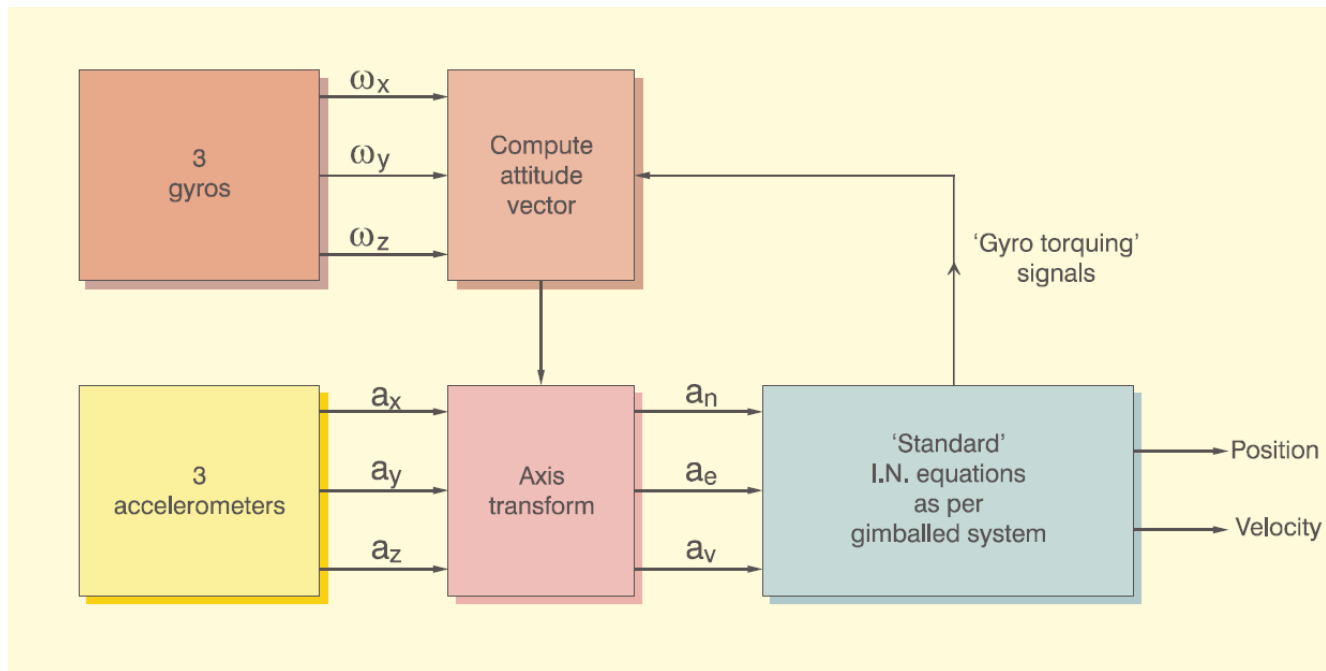 ωx
ωy
ωz
3
gyros
Compute
attitude
vector
‘Gyro torquing’
signals
ax
ay
az
3
accelerometers
Axis
transform
an
ae
av
‘Standard’
I.N. equations
as per
gimballed system
Position
Velocity